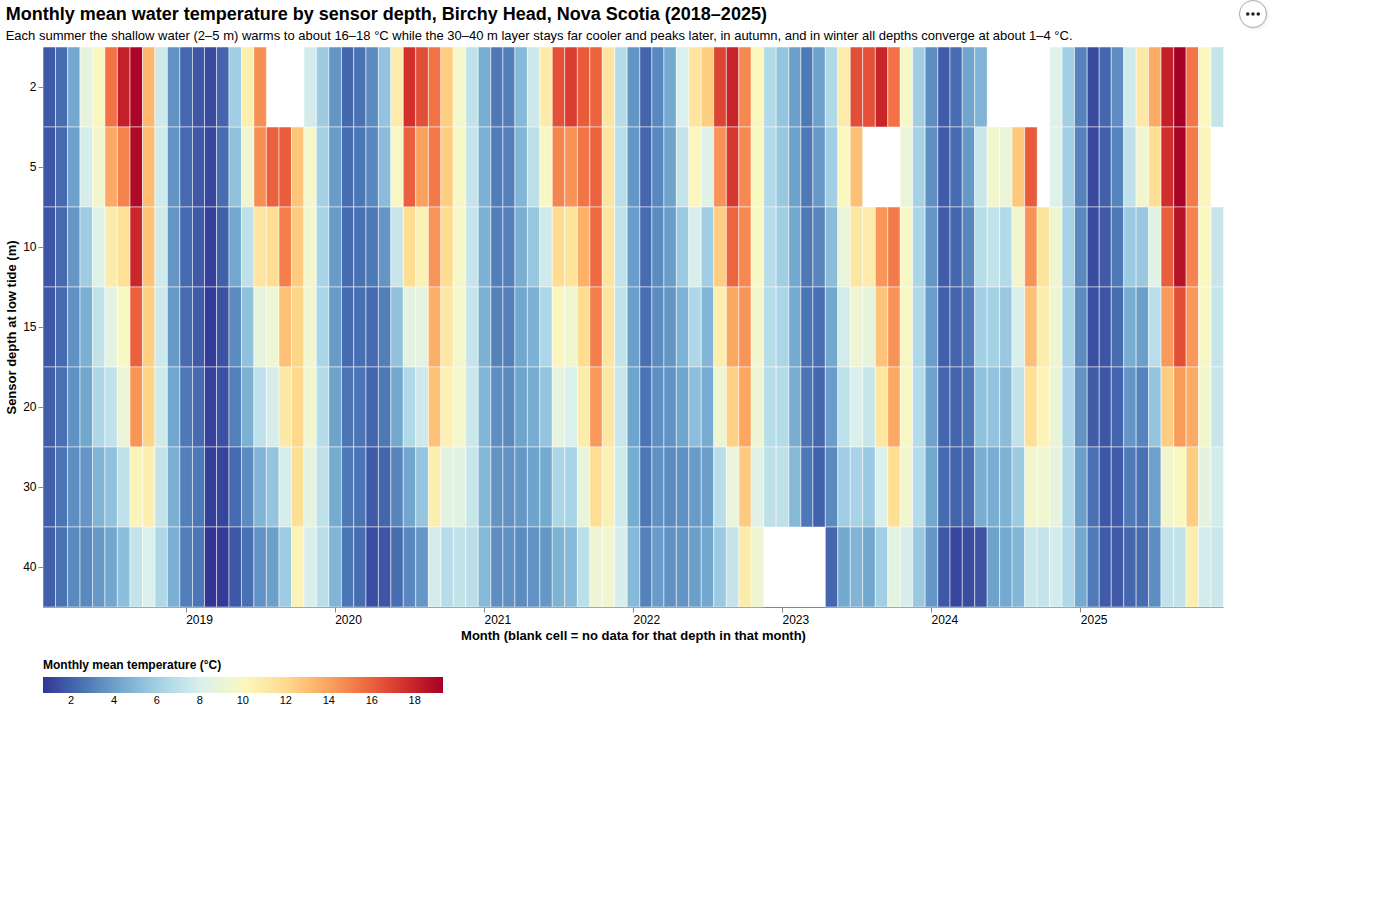 Monthly mean water temperature by sensor depth, Birchy Head, Nova Scotia (2018–2025)
Each summer the shallow water (2–5 m) warms to about 16–18 °C while the 30–40 m layer stays far cooler and peaks later, in autumn, and in winter all depths converge at about 1–4 °C.
Sensor depth at low tide (m)
2
5
10
15
20
30
40
2019 2020 2021 2022 2023 2024 2025
Month (blank cell = no data for that depth in that month)
Monthly mean temperature (°C)
2 4 6 8 10 12 14 16 18